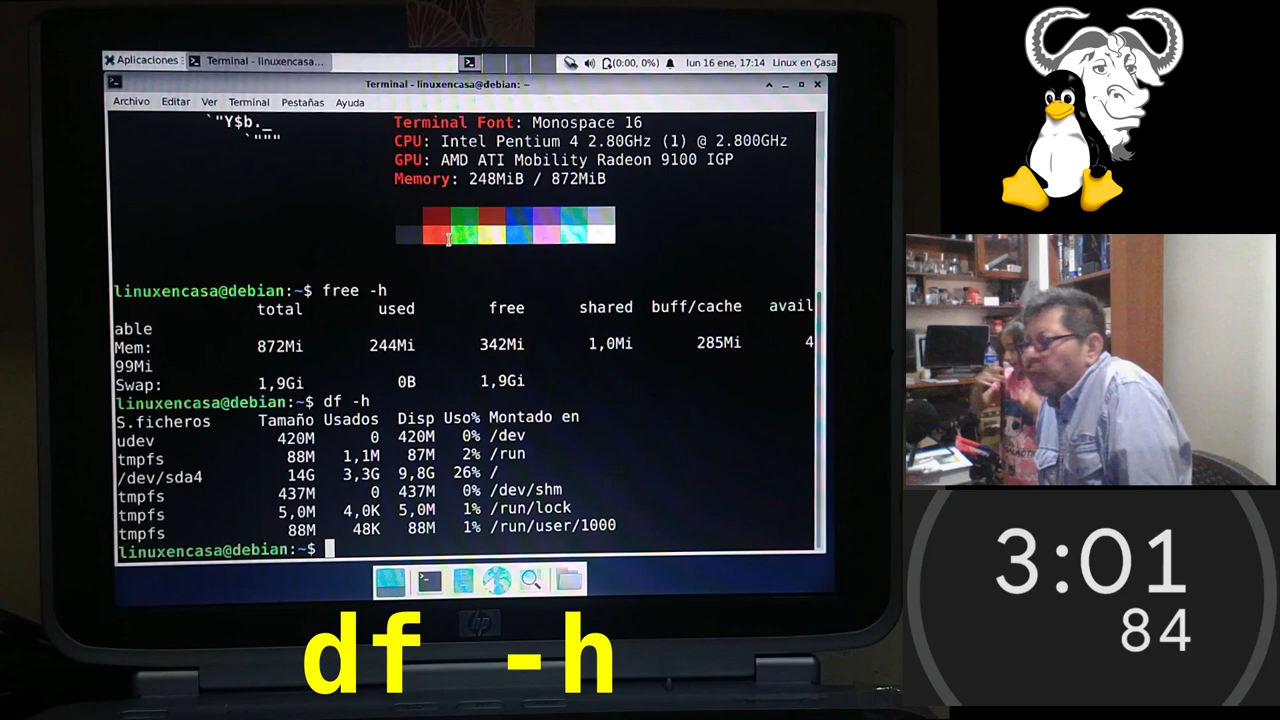 Aplicaciones
Terminal - linuxencasa...
(0:00, 0%)
lun 16 ene, 17:14
Linux en Casa
Terminal - linuxencasa@debian: ~
Archivo Editar Ver Terminal Pestañas Ayuda
`"Y$b._
`""""
Terminal Font: Monospace 16
CPU: Intel Pentium 4 2.80GHz (1) @ 2.800GHz
GPU: AMD ATI Mobility Radeon 9100 IGP
Memory: 248MiB / 872MiB
linuxencasa@debian:~$ free -h
total used free shared buff/cache avail
able
Mem: 872Mi 244Mi 342Mi 1,0Mi 285Mi 4
99Mi
Swap: 1,9Gi 0B 1,9Gi
linuxencasa@debian:~$ df -h
S.ficheros Tamaño Usados Disp Uso% Montado en
udev 420M 0 420M 0% /dev
tmpfs 88M 1,1M 87M 2% /run
/dev/sda4 14G 3,3G 9,8G 26% /
tmpfs 437M 0 437M 0% /dev/shm
tmpfs 5,0M 4,0K 5,0M 1% /run/lock
tmpfs 88M 48K 88M 1% /run/user/1000
linuxencasa@debian:~$
hp
df -h
3:01
84